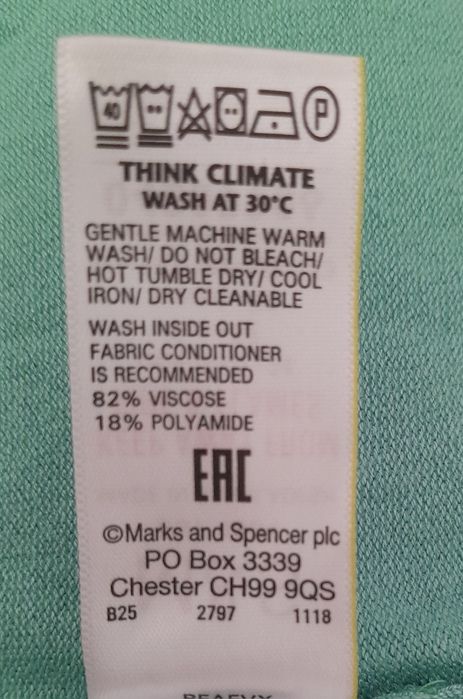 40
P
THINK CLIMATE
WASH AT 30°C
GENTLE MACHINE WARM
WASH/ DO NOT BLEACH/
HOT TUMBLE DRY/ COOL
IRON/ DRY CLEANABLE
WASH INSIDE OUT
FABRIC CONDITIONER
IS RECOMMENDED
82% VISCOSE
18% POLYAMIDE
EAC
©Marks and Spencer plc
PO Box 3339
Chester CH99 9QS
B25 2797 1118